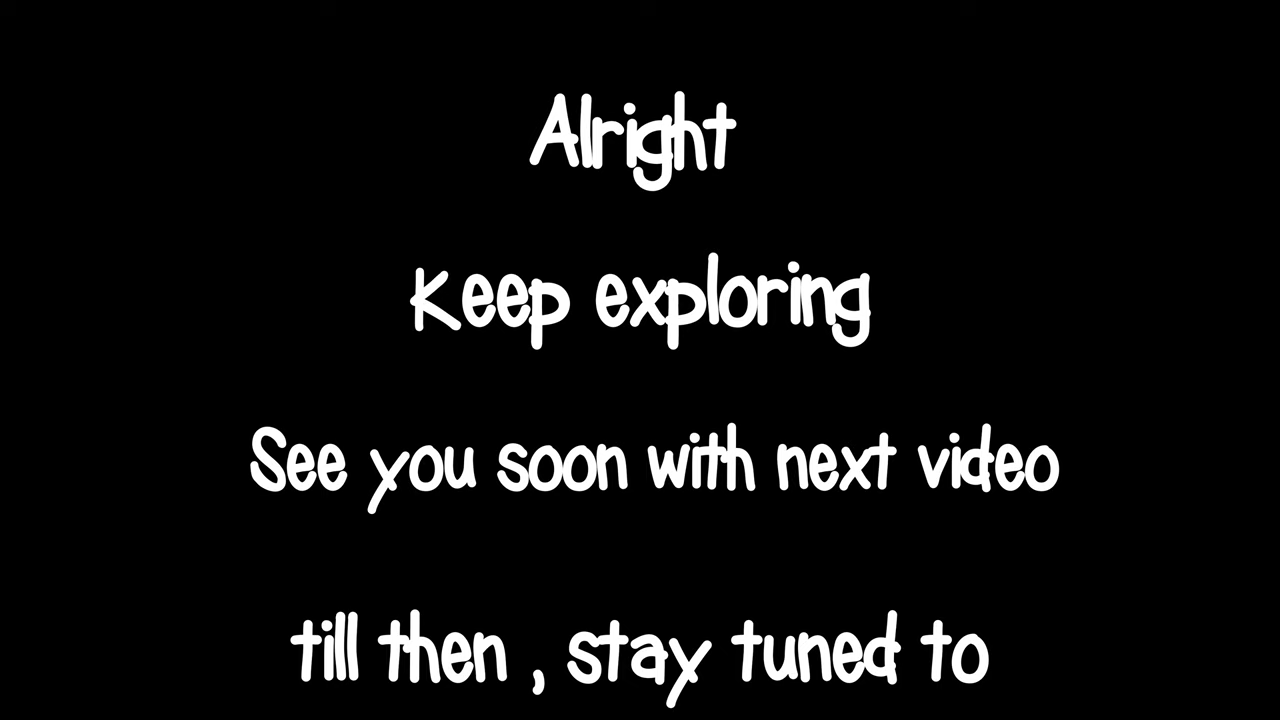 Alright
Keep exploring
See you soon with next video
till then , stay tuned to